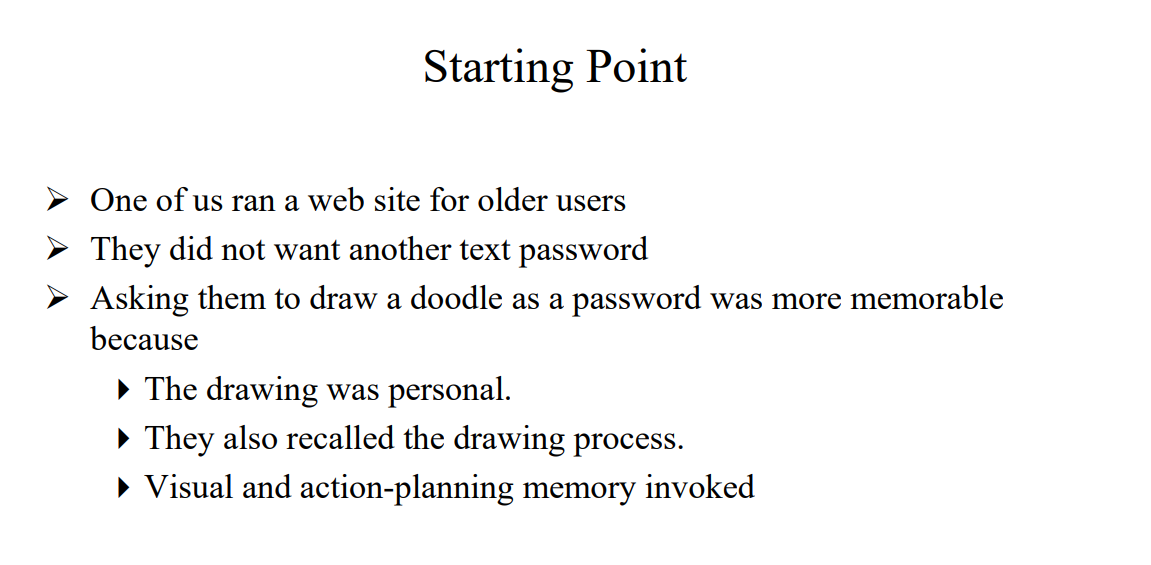 Starting Point
One of us ran a web site for older users
They did not want another text password
Asking them to draw a doodle as a password was more memorable
because
The drawing was personal.
They also recalled the drawing process.
Visual and action-planning memory invoked